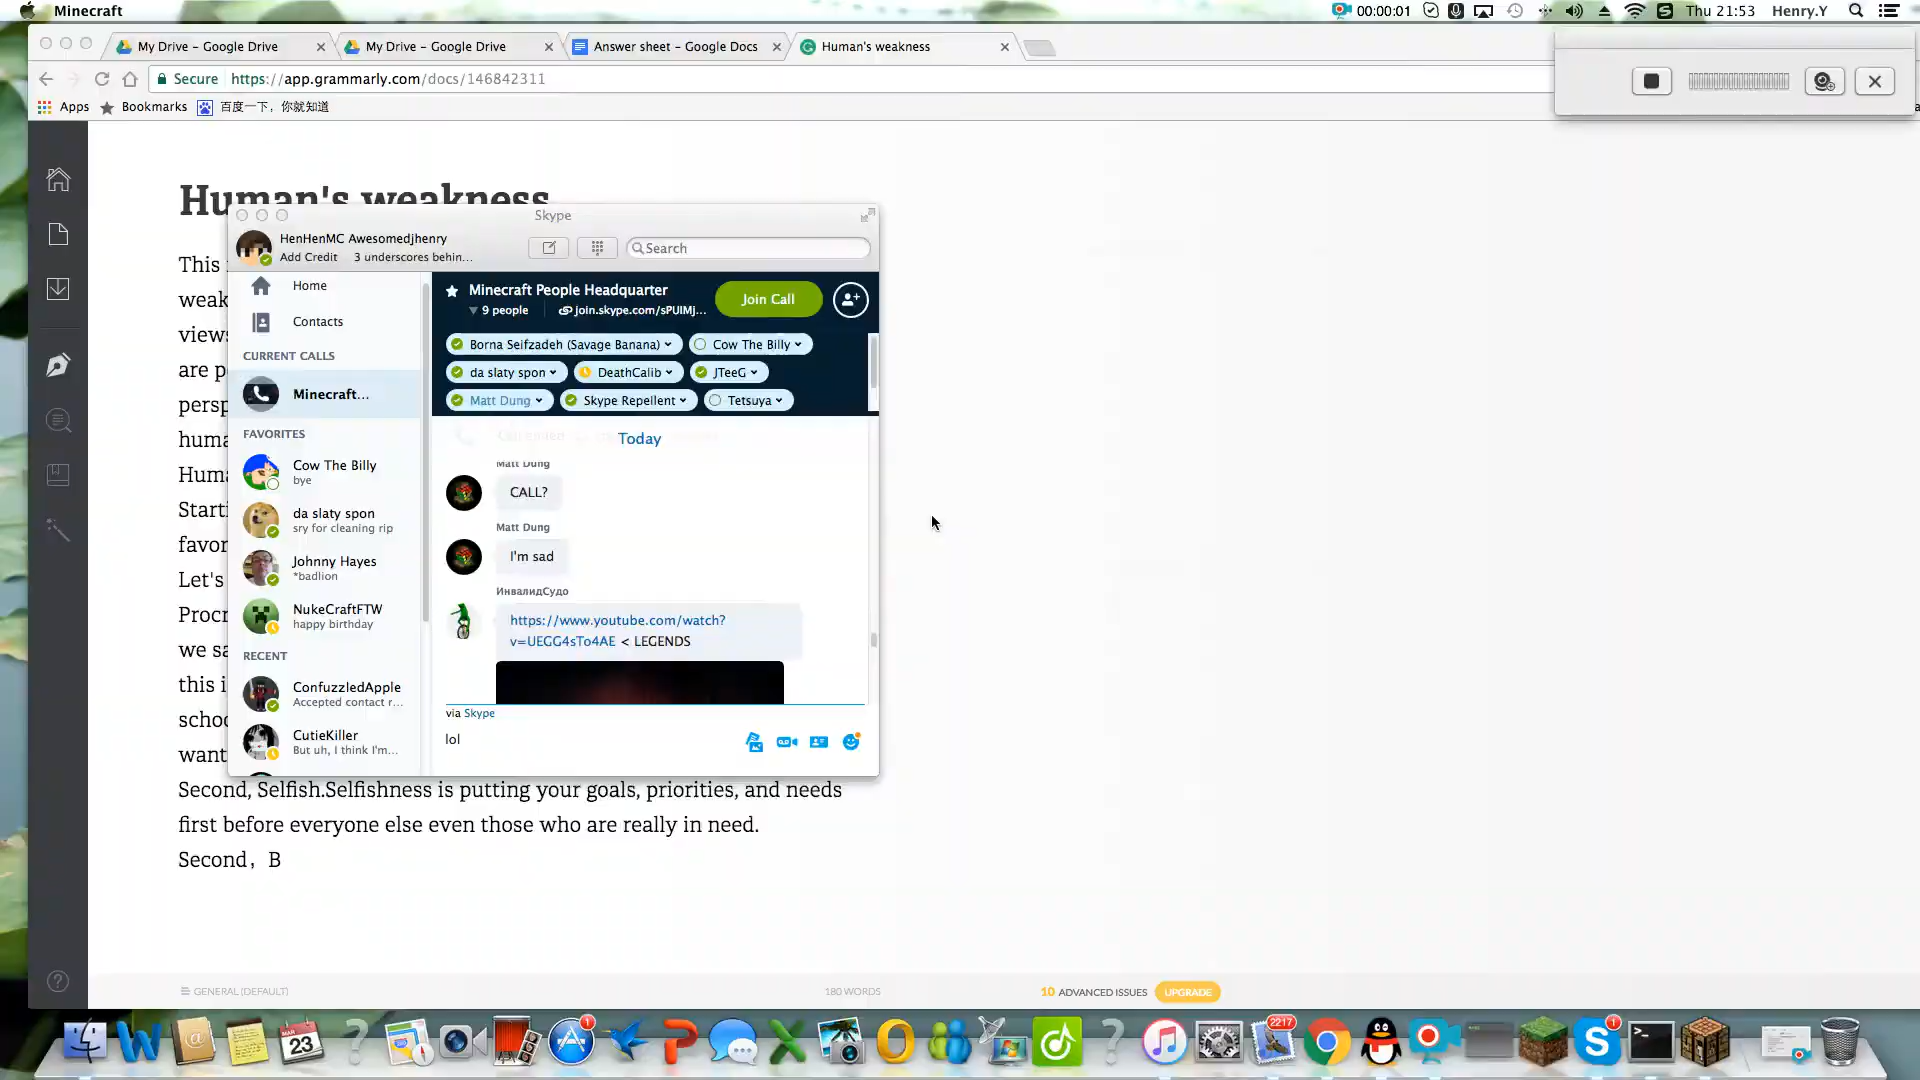 Minecraft
00:00:01
Thu 21:53
Henry.Y
My Drive - Google Drive
My Drive - Google Drive
Answer sheet - Google Docs
Human's weakness
Secure
https://app.grammarly.com/docs/146842311
Apps
Bookmarks
百度一下，你就知道
Human's weakness
This
weak
views
are p
persp
huma
Huma
Starti
favor
Let's
Procr
we sa
this i
schoo
want
Second, Selfish.Selfishness is putting your goals, priorities, and needs
first before everyone else even those who are really in need.
Second，B
Skype
HenHenMC Awesomedjhenry
Add Credit
3 underscores behin...
Search
Home
Contacts
CURRENT CALLS
Minecraft...
FAVORITES
Cow The Billy
bye
da slaty spon
sry for cleaning rip
Johnny Hayes
*badlion
NukeCraftFTW
happy birthday
RECENT
ConfuzzledApple
Accepted contact r...
CutieKiller
But uh, I think I'm...
Minecraft People Headquarter
9 people
join.skype.com/sPUIMj...
Join Call
Borna Seifzadeh (Savage Banana)
Cow The Billy
da slaty spon
DeathCalib
JTeeG
Matt Dung
Skype Repellent
Tetsuya
Today
Matt Dung
CALL?
Matt Dung
I'm sad
ИнвалидСудо
https://www.youtube.com/watch?
v=UEGG4sTo4AE < LEGENDS
via Skype
lol
GENERAL (DEFAULT)
180 WORDS
10 ADVANCED ISSUES
UPGRADE
MAR
23
1
2217
1